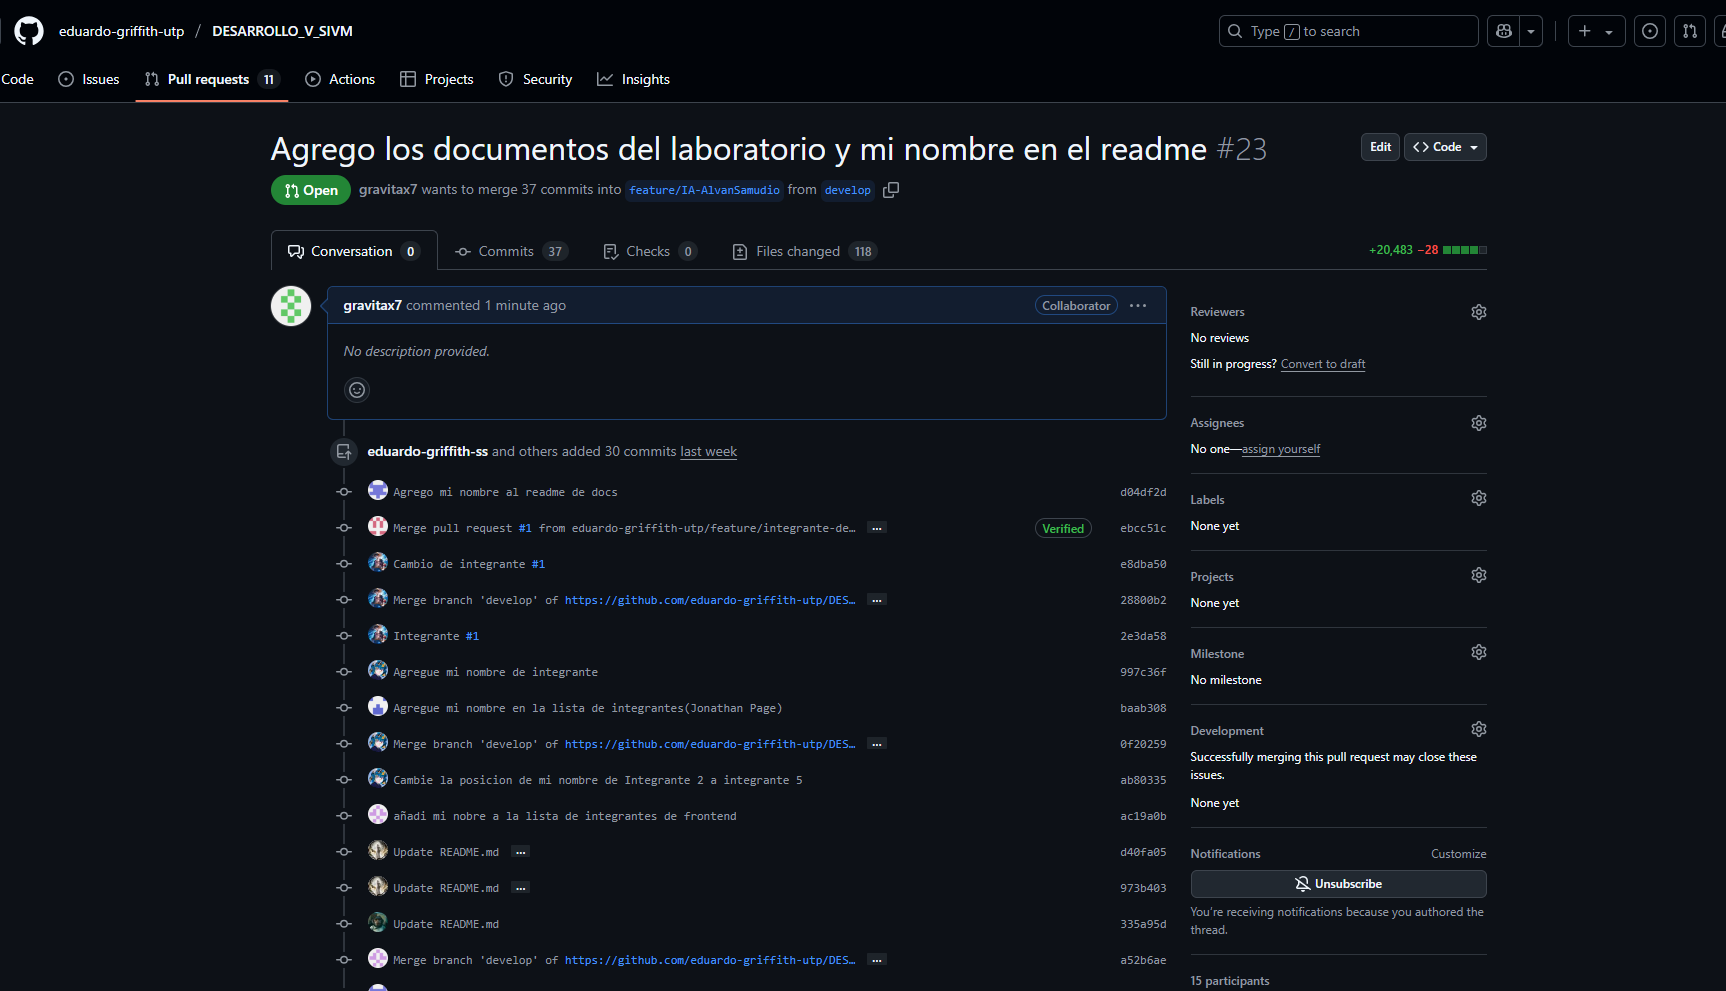 eduardo-griffith-utp / DESARROLLO_V_SIVM
Type / to search
Code Issues Pull requests 11 Actions Projects Security Insights
Agrego los documentos del laboratorio y mi nombre en el readme #23
Edit <> Code
Open gravitax7 wants to merge 37 commits into feature/IA-AlvanSamudio from develop
Conversation 0 Commits 37 Checks 0 Files changed 118
+20,483 −28
gravitax7 commented 1 minute ago
Collaborator ...
No description provided.
eduardo-griffith-ss and others added 30 commits last week
Agrego mi nombre al readme de docs d04df2d
Merge pull request #1 from eduardo-griffith-utp/feature/integrante-de… ... Verified ebcc51c
Cambio de integrante #1 e8dba50
Merge branch 'develop' of https://github.com/eduardo-griffith-utp/DES… ... 28800b2
Integrante #1 2e3da58
Agregue mi nombre de integrante 997c36f
Agregue mi nombre en la lista de integrantes(Jonathan Page) baab308
Merge branch 'develop' of https://github.com/eduardo-griffith-utp/DES… ... 0f20259
Cambie la posicion de mi nombre de Integrante 2 a integrante 5 ab80335
añadi mi nobre a la lista de integrantes de frontend ac19a0b
Update README.md ... d40fa05
Update README.md ... 973b403
Update README.md 335a95d
Merge branch 'develop' of https://github.com/eduardo-griffith-utp/DES… ... a52b6ae
Reviewers
No reviews
Still in progress? Convert to draft
Assignees
No one—assign yourself
Labels
None yet
Projects
None yet
Milestone
No milestone
Development
Successfully merging this pull request may close these
issues.
None yet
Notifications Customize
Unsubscribe
You're receiving notifications because you authored the
thread.
15 participants